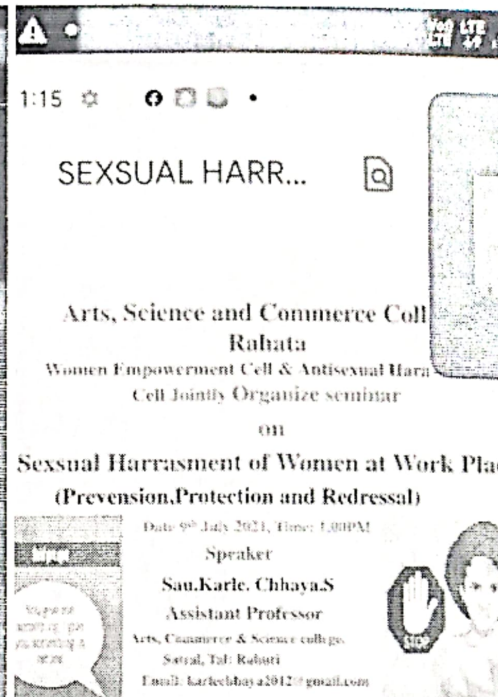 1:15
SEXSUAL HARR...
Arts, Science and Commerce Coll
Rahata
Women Empowerment Cell & Antisexual Hara
Cell Jointly Organize seminar
on
Sexsual Harrasment of Women at Work Plac
(Prevension,Protection and Redressal)
Date 9th July 2021, Time: 1.00PM
Speaker
Sau.Karle. Chhaya.S
Assistant Professor
Arts, Commerce & Science college,
Satral, Tal: Rahuri
Email: karlechhaya2012@gmail.com
STOP